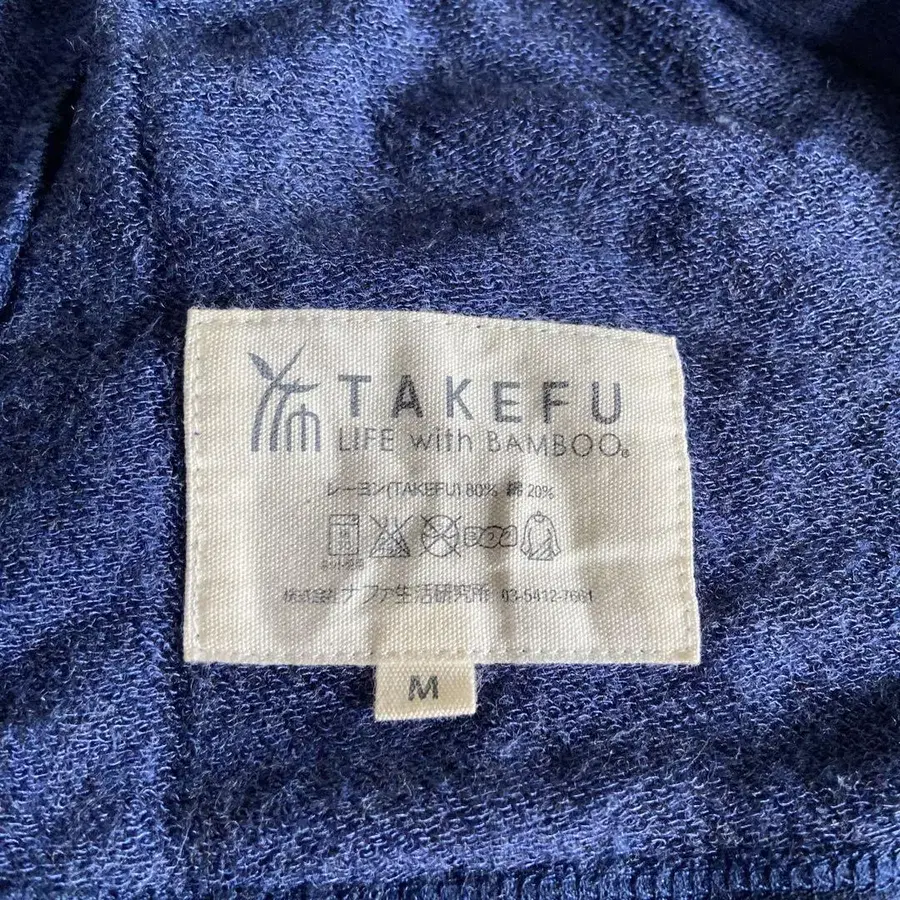 TAKEFU
LIFE with BAMBOO®
レーヨン(TAKEFU) 80% 綿 20%
株式会社ナファ生活研究所 03-5412-7661
M